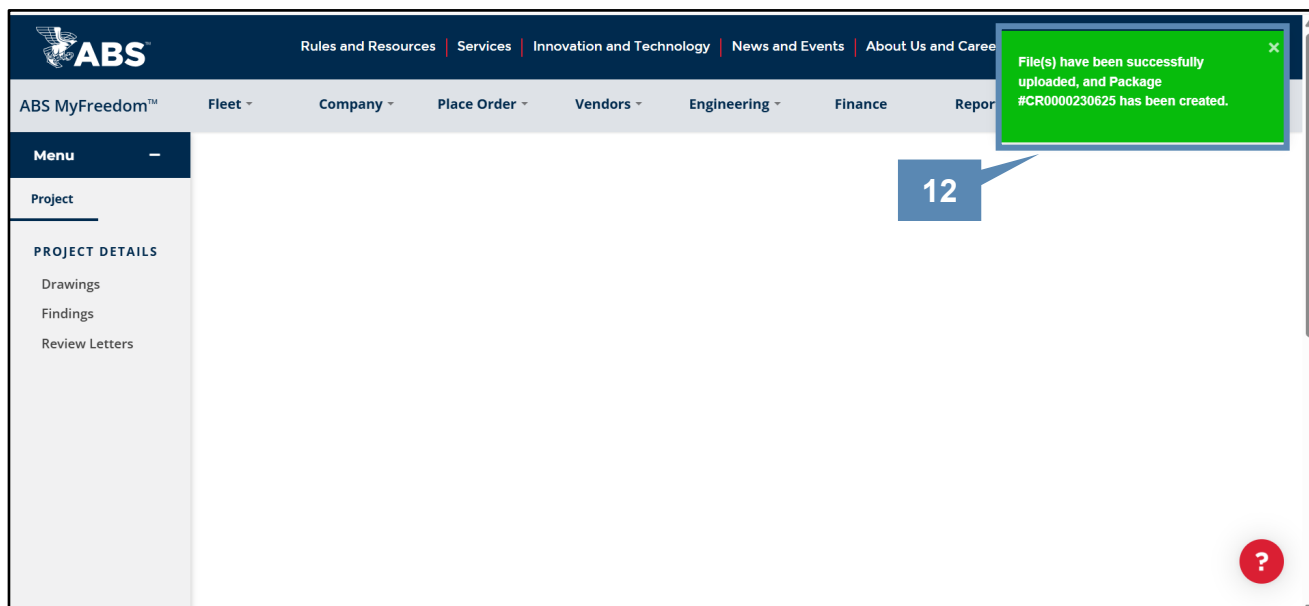 ABS™
Rules and Resources | Services | Innovation and Technology | News and Events | About Us and Caree
File(s) have been successfully
uploaded, and Package
#CR0000230625 has been created.
×
ABS MyFreedom™
Fleet
Company
Place Order
Vendors
Engineering
Finance
Repor
Menu –
12
Project
PROJECT DETAILS
Drawings
Findings
Review Letters
?